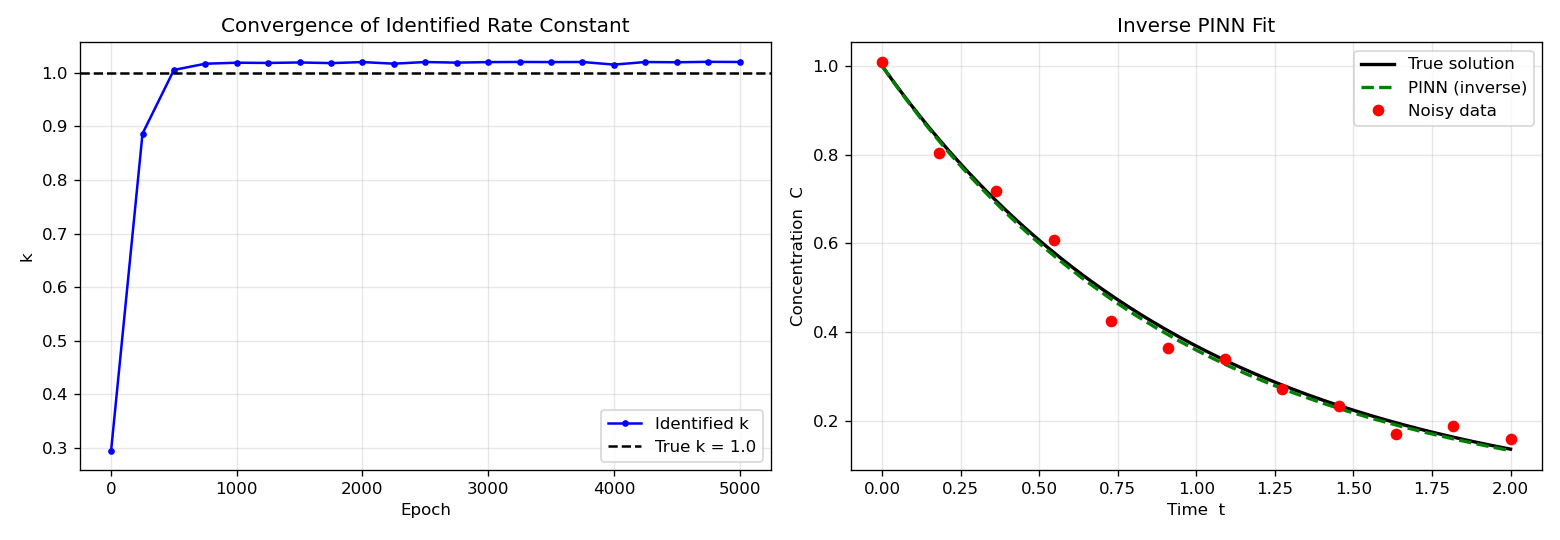 Convergence of Identified Rate Constant
k
1.0
0.9
0.8
0.7
0.6
0.5
0.4
0.3
Identified k
True k = 1.0
0 1000 2000 3000 4000 5000
Epoch
Inverse PINN Fit
Concentration C
1.0
0.8
0.6
0.4
0.2
True solution
PINN (inverse)
Noisy data
0.00 0.25 0.50 0.75 1.00 1.25 1.50 1.75 2.00
Time t